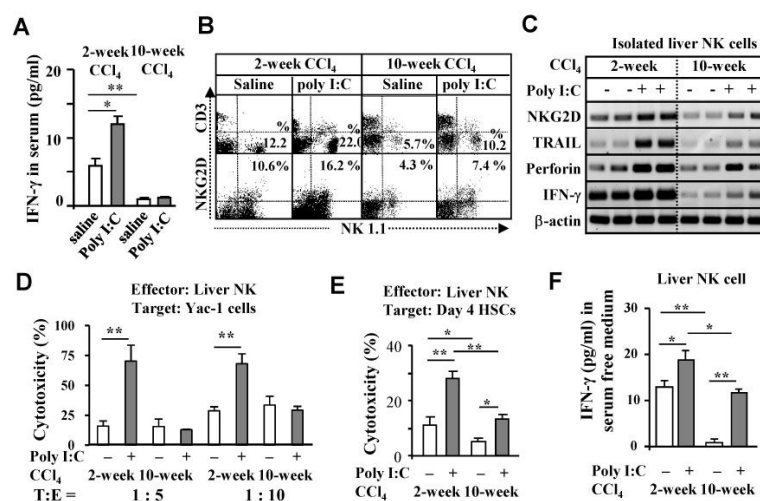 A
2-week 10-week
CCl4 CCl4
**
*
IFN-γ in serum (pg/ml)
20
10
0
saline
Poly I:C
saline
Poly I:C
B
2-week CCl4 10-week CCl4
Saline poly I:C Saline poly I:C
CD3
% % %
12.2 22.0 5.7% 10.2
NKG2D
10.6% 16.2 % 4.3 % 7.4 %
NK 1.1
C
Isolated liver NK cells
CCl4 2-week 10-week
Poly I:C - - + + - - + +
NKG2D
TRAIL
Perforin
IFN-γ
β-actin
D
Effector: Liver NK
Target: Yac-1 cells
Cytotoxicity (%)
100
75
50
25
0
** **
Poly I:C – + – + – + – +
CCl4 2-week 10-week 2-week 10-week
T:E = 1 : 5 1 : 10
E
Effector: Liver NK
Target: Day 4 HSCs
Cytotoxicity (%)
40
20
0
*
** **
*
Poly I:C – + – +
CCl4 2-week 10-week
F
Liver NK cell
IFN-γ (pg/ml) in
serum free medium
30
20
10
0
**
* *
**
Poly I:C – + – +
CCl4 2-week 10-week